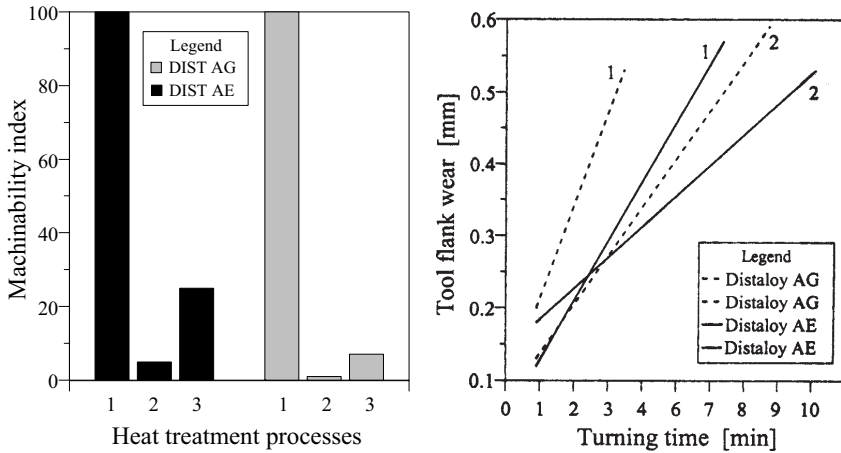 Machinability index
100
80
60
40
20
0
Legend
DIST AG
DIST AE
1 2 3 1 2 3
Heat treatment processes
Tool flank wear [mm]
0.6
0.5
0.4
0.3
0.2
0.1
1
1
2
2
Legend
Distaloy AG
Distaloy AG
Distaloy AE
Distaloy AE
0 1 2 3 4 5 6 7 8 9 10
Turning time [min]